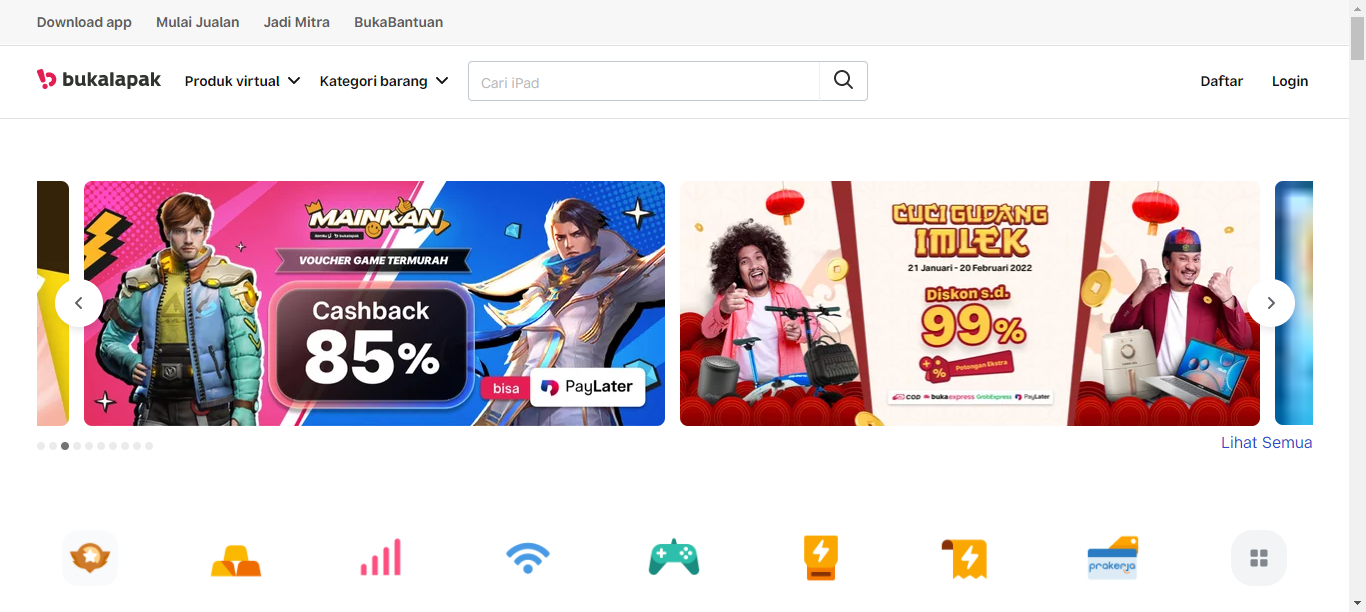 Download app Mulai Jualan Jadi Mitra BukaBantuan
bukalapak Produk virtual Kategori barang Cari iPad Daftar Login
MAINKAN
VOUCHER GAME TERMURAH
Cashback
85%
bisa PayLater
CUCI GUDANG
IMLEK
21 Januari - 20 Februari 2022
Diskon s.d.
99%
Potongan Ekstra
COD bukaexpress GrabExpress PayLater
Lihat Semua
prakerja